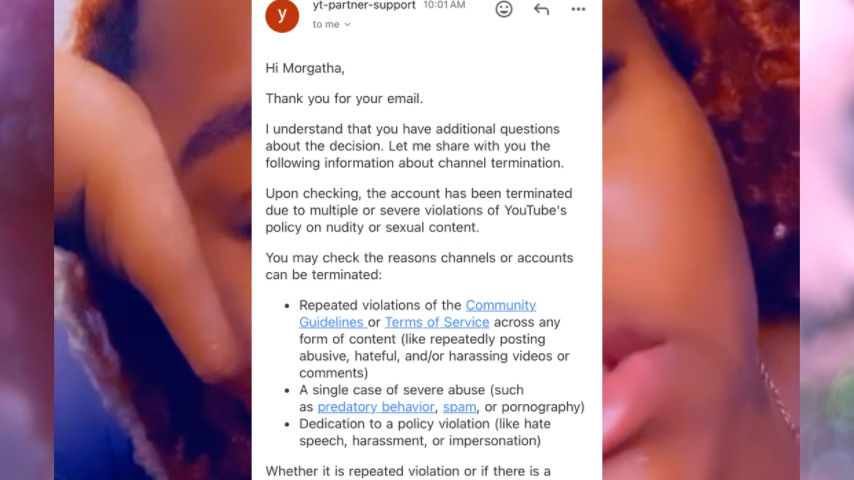 yt-partner-support 10:01 AM
to me
y
Hi Morgatha,
Thank you for your email.
I understand that you have additional questions
about the decision. Let me share with you the
following information about channel termination.
Upon checking, the account has been terminated
due to multiple or severe violations of YouTube's
policy on nudity or sexual content.
You may check the reasons channels or accounts
can be terminated:
• Repeated violations of the Community
Guidelines or Terms of Service across any
form of content (like repeatedly posting
abusive, hateful, and/or harassing videos or
comments)
• A single case of severe abuse (such
as predatory behavior, spam, or pornography)
• Dedication to a policy violation (like hate
speech, harassment, or impersonation)
Whether it is repeated violation or if there is a